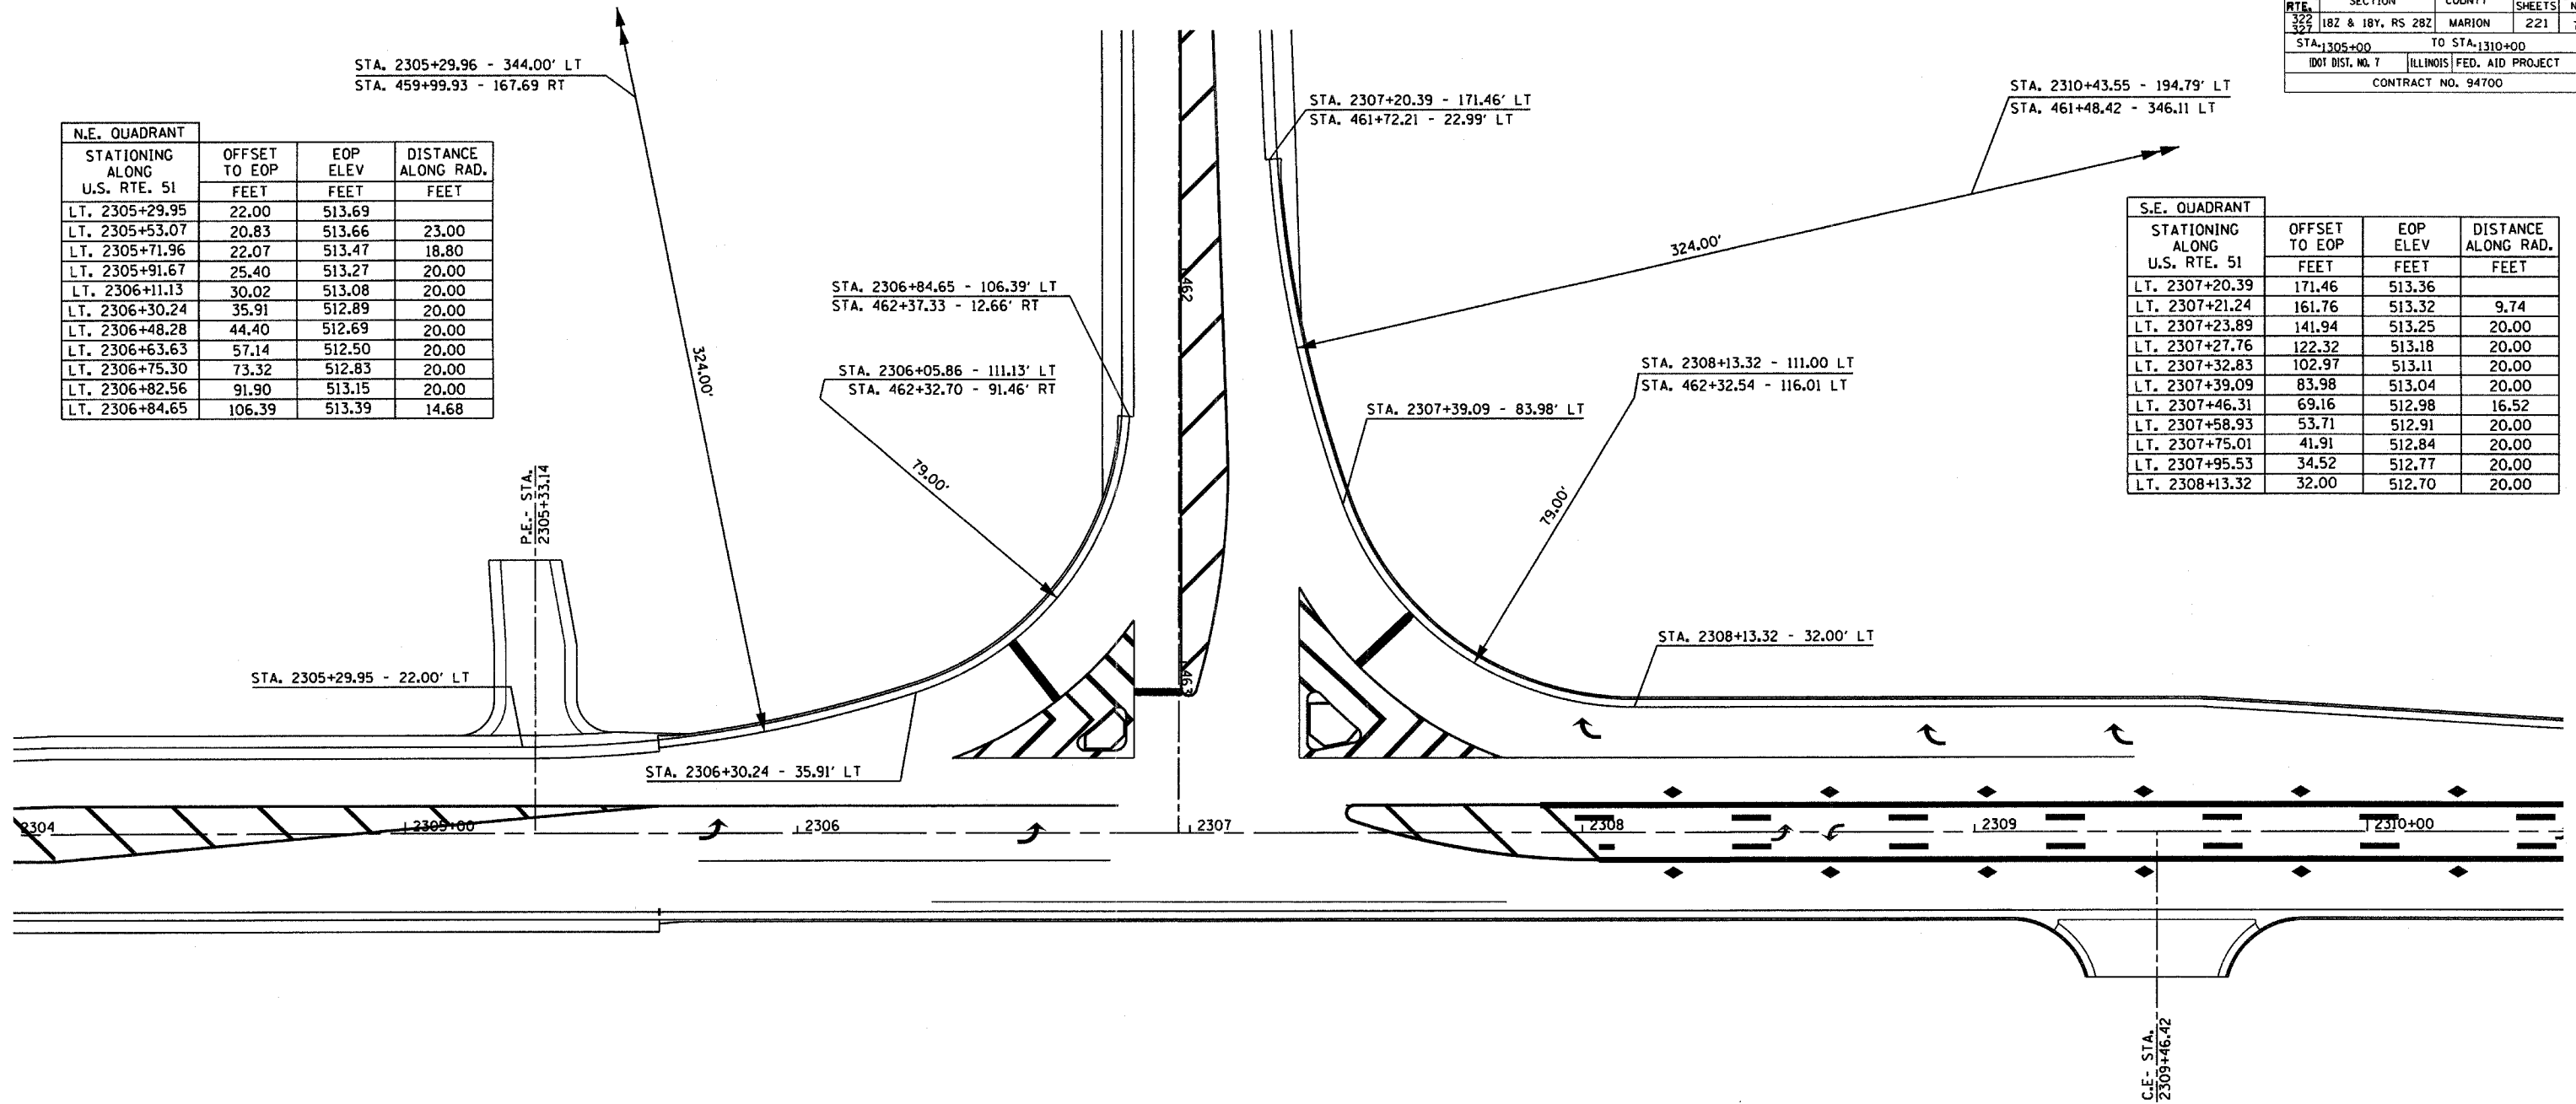 RTE. SECTION COUNTY SHEETS
322 327 18Z & 18Y, RS 28Z MARION 221
STA. 1305+00 TO STA. 1310+00
IDOT DIST. NO. 7 ILLINOIS FED. AID PROJECT
CONTRACT NO. 94700
STA. 2305+29.96 - 344.00' LT
STA. 459+99.93 - 167.69 RT
STA. 2307+20.39 - 171.46' LT
STA. 461+72.21 - 22.99' LT
STA. 2310+43.55 - 194.79' LT
STA. 461+48.42 - 346.11 LT
N.E. QUADRANT
STATIONING ALONG U.S. RTE. 51 OFFSET TO EOP EOP ELEV DISTANCE ALONG RAD.
FEET FEET FEET
LT. 2305+29.95 22.00 513.69
LT. 2305+53.07 20.83 513.66 23.00
LT. 2305+71.96 22.07 513.47 18.80
LT. 2305+91.67 25.40 513.27 20.00
LT. 2306+11.13 30.02 513.08 20.00
LT. 2306+30.24 35.91 512.89 20.00
LT. 2306+48.28 44.40 512.69 20.00
LT. 2306+63.63 57.14 512.50 20.00
LT. 2306+75.30 73.32 512.83 20.00
LT. 2306+82.56 91.90 513.15 20.00
LT. 2306+84.65 106.39 513.39 14.68
S.E. QUADRANT
STATIONING ALONG U.S. RTE. 51 OFFSET TO EOP EOP ELEV DISTANCE ALONG RAD.
FEET FEET FEET
LT. 2307+20.39 171.46 513.36
LT. 2307+21.24 161.76 513.32 9.74
LT. 2307+23.89 141.94 513.25 20.00
LT. 2307+27.76 122.32 513.18 20.00
LT. 2307+32.83 102.97 513.11 20.00
LT. 2307+39.09 83.98 513.04 20.00
LT. 2307+46.31 69.16 512.98 16.52
LT. 2307+58.93 53.71 512.91 20.00
LT. 2307+75.01 41.91 512.84 20.00
LT. 2307+95.53 34.52 512.77 20.00
LT. 2308+13.32 32.00 512.70 20.00
324.00'
324.00'
STA. 2306+84.65 - 106.39' LT
STA. 462+37.33 - 12.66' RT
462
STA. 2306+05.86 - 111.13' LT
STA. 462+32.70 - 91.46' RT
STA. 2308+13.32 - 111.00 LT
STA. 462+32.54 - 116.01 LT
STA. 2307+39.09 - 83.98' LT
79.00'
79.00'
P.E.- STA.
2305+33.14
STA. 2308+13.32 - 32.00' LT
463
STA. 2305+29.95 - 22.00' LT
STA. 2306+30.24 - 35.91' LT
2304
2305+00
2306
2307
2308
2309
2310+00
C.E- STA.
2309+46.42